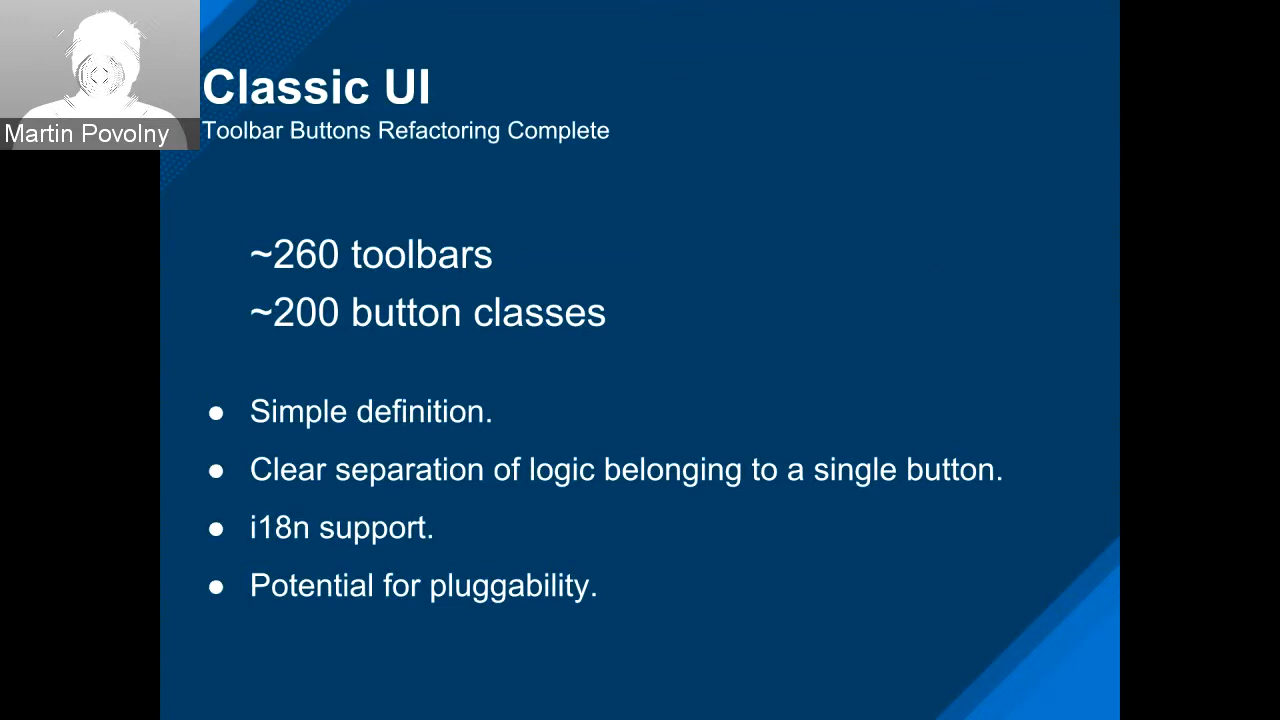 Classic UI
Martin Povolny
Toolbar Buttons Refactoring Complete
~260 toolbars
~200 button classes
● Simple definition.
● Clear separation of logic belonging to a single button.
● i18n support.
● Potential for pluggability.